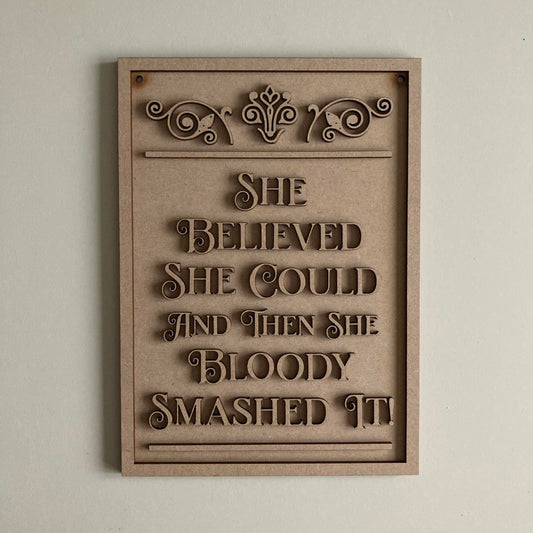 She
Believed
She Could
And Then She
Bloody
Smashed It!